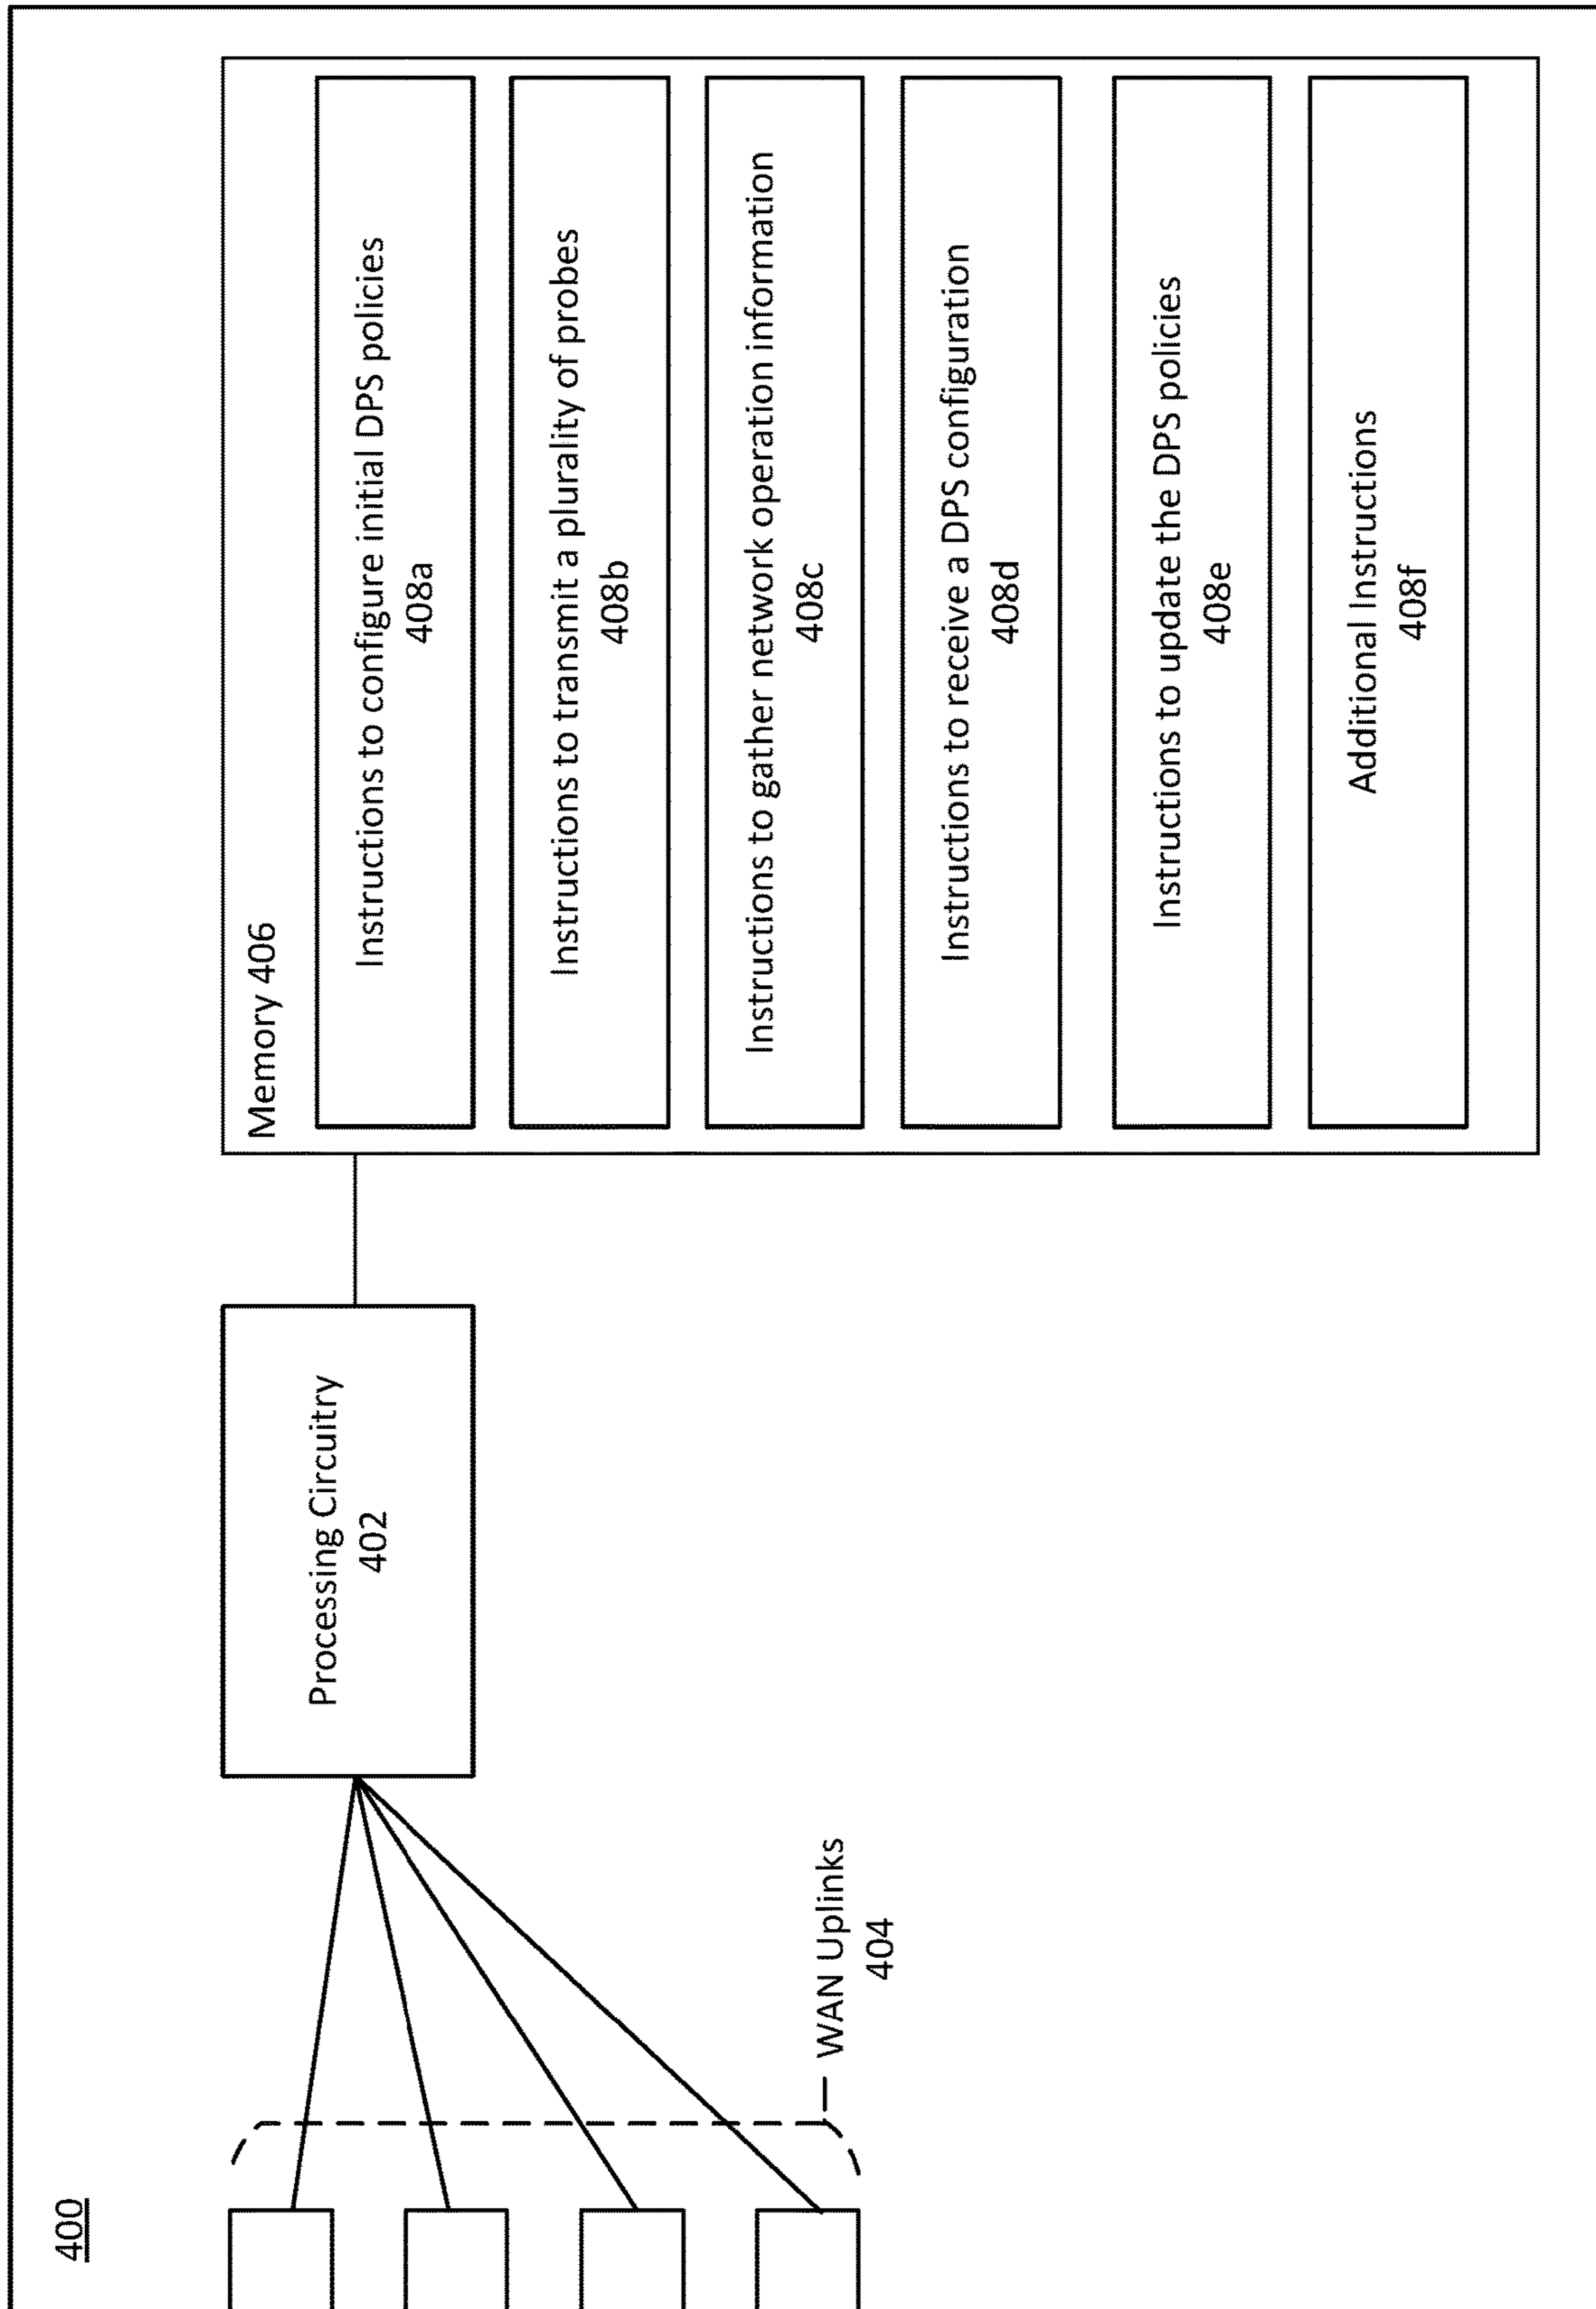 400
WAN Uplinks
404
Processing Circuitry
402
Memory 406
Instructions to configure initial DPS policies
408a
Instructions to transmit a plurality of probes
408b
Instructions to gather network operation information
408c
Instructions to receive a DPS configuration
408d
Instructions to update the DPS policies
408e
Additional Instructions
408f